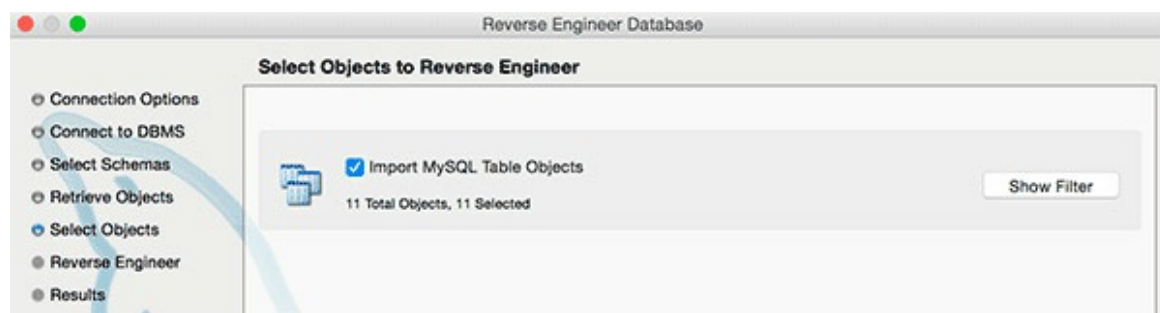 Reverse Engineer Database
Select Objects to Reverse Engineer
Connection Options
Connect to DBMS
Select Schemas
Retrieve Objects
Select Objects
Reverse Engineer
Results
Import MySQL Table Objects
11 Total Objects, 11 Selected
Show Filter